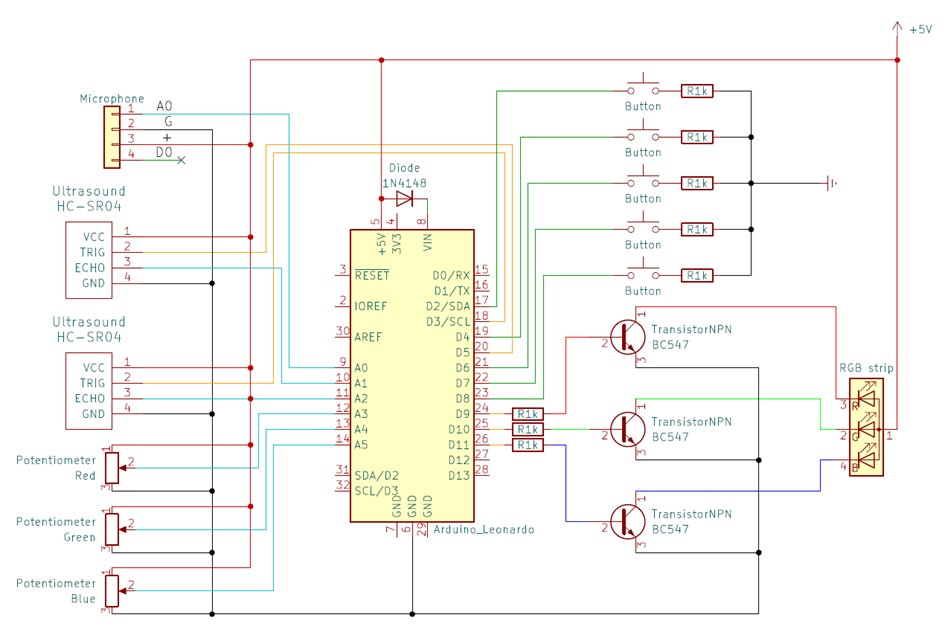 +5V
Microphone
1 A0
2 G
3 +
4 D0
Ultrasound
HC-SR04
VCC 1
TRIG 2
ECHO 3
GND 4
Ultrasound
HC-SR04
VCC 1
TRIG 2
ECHO 3
GND 4
Potentiometer
Red
1
2
3
Potentiometer
Green
1
2
3
Potentiometer
Blue
1
2
3
Diode
1N4148
5 4 8
+5V 3V3 VIN
3 RESET
2 IOREF
30 AREF
9 A0
10 A1
11 A2
12 A3
13 A4
14 A5
31 SDA/D2
32 SCL/D3
D0/RX 15
D1/TX 16
D2/SDA 17
D3/SCL 18
D4 19
D5 20
D6 21
D7 22
D8 23
D9 24
D10 25
D11 26
D12 27
D13 28
GND GND GND
7 6 29
Arduino_Leonardo
R1k
R1k
R1k
Button R1k
Button R1k
Button R1k
Button R1k
Button R1k
1
2
3
TransistorNPN
BC547
1
2
3
TransistorNPN
BC547
1
2
3
TransistorNPN
BC547
RGB strip
3 R
2 G 1
4 B